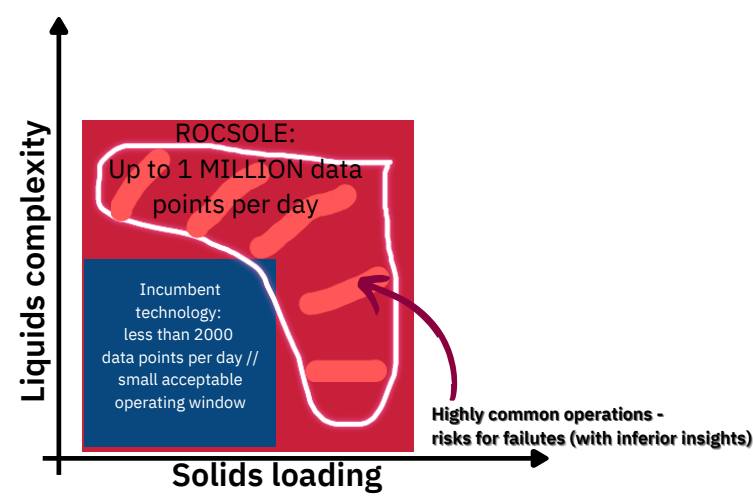 Liquids complexity
ROCSOLE:
Up to 1 MILLION data
points per day
Incumbent
technology:
less than 2000
data points per day //
small acceptable
operating window
Highly common operations -
risks for failutes (with inferior insights)
Solids loading